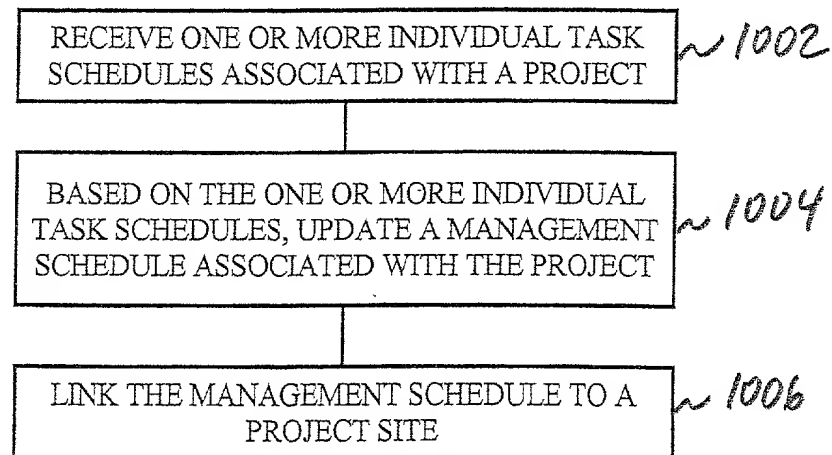 RECEIVE ONE OR MORE INDIVIDUAL TASK ~1002
SCHEDULES ASSOCIATED WITH A PROJECT
BASED ON THE ONE OR MORE INDIVIDUAL
TASK SCHEDULES, UPDATE A MANAGEMENT ~1004
SCHEDULE ASSOCIATED WITH THE PROJECT
LINK THE MANAGEMENT SCHEDULE TO A ~1006
PROJECT SITE